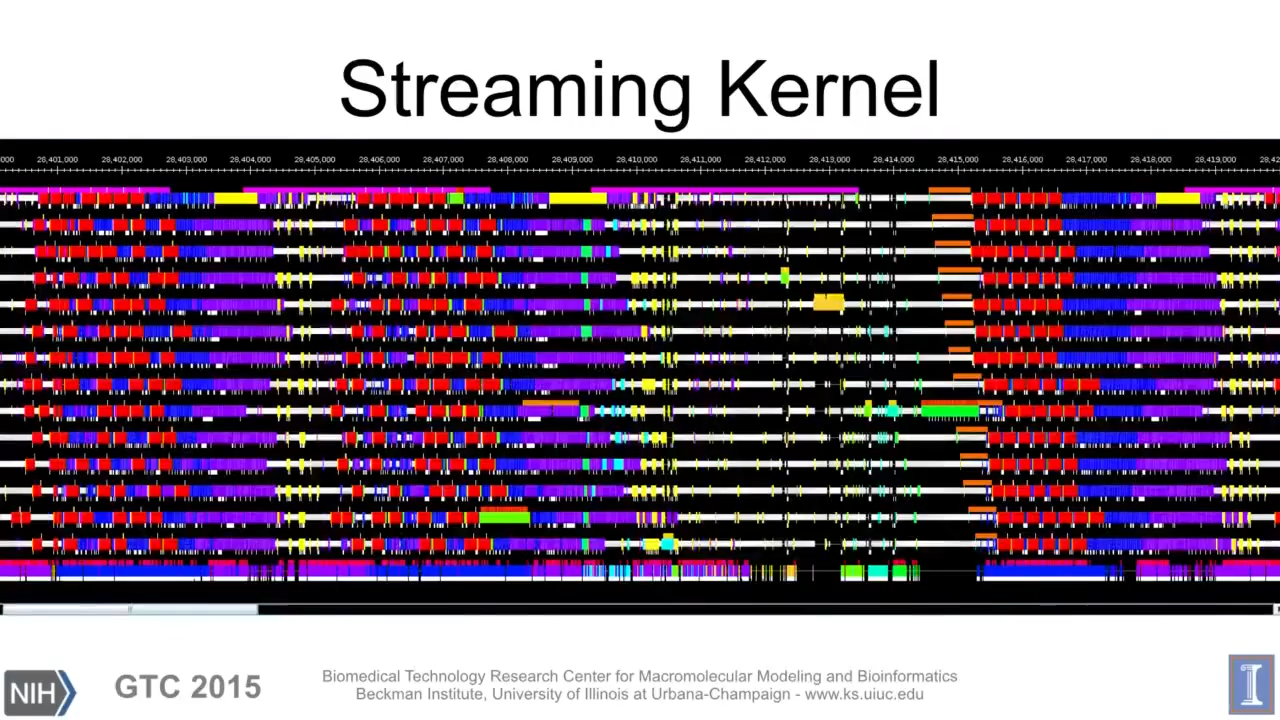 Streaming Kernel
000 28,401,000 28,402,000 28,403,000 28,404,000 28,405,000 28,406,000 28,407,000 28,408,000 28,409,000 28,410,000 28,411,000 28,412,000 28,413,000 28,414,000 28,415,000 28,416,000 28,417,000 28,418,000 28,419,000 28,42
NIH
GTC 2015
Biomedical Technology Research Center for Macromolecular Modeling and Bioinformatics
Beckman Institute, University of Illinois at Urbana-Champaign - www.ks.uiuc.edu
I